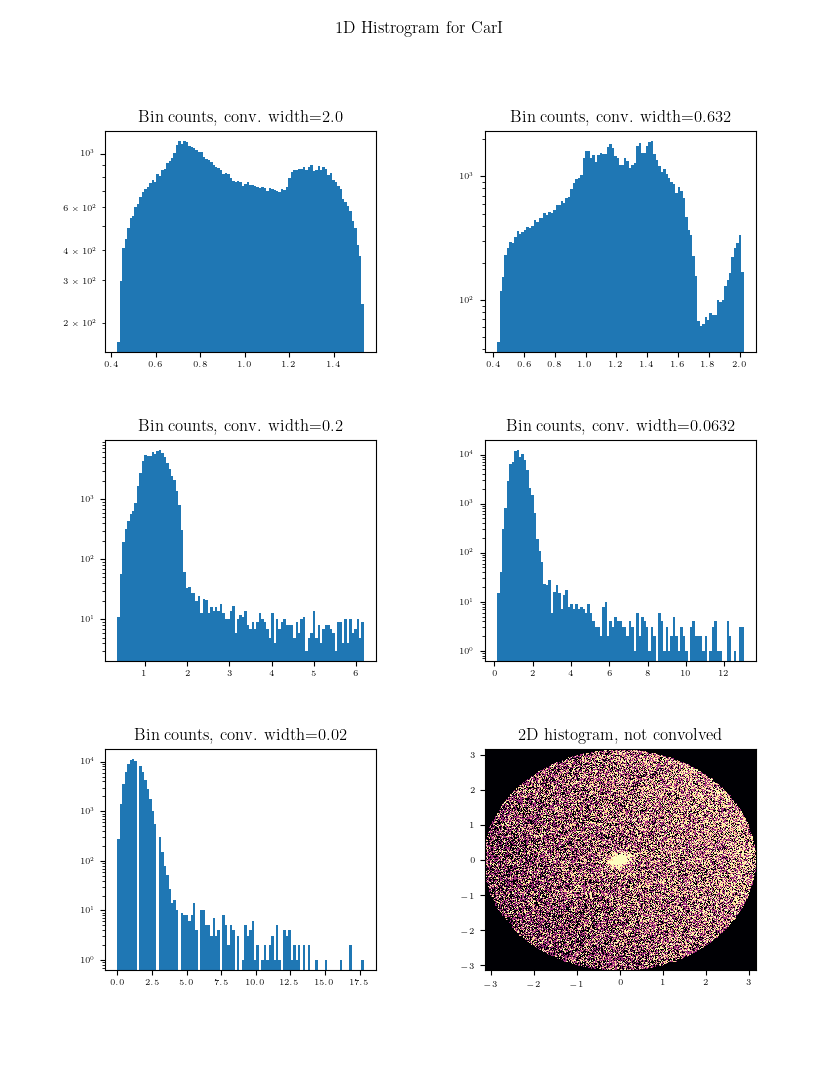 1D Histrogram for CarI
Bin counts, conv. width=2.0
10³
6 × 10²
4 × 10²
3 × 10²
2 × 10²
0.4 0.6 0.8 1.0 1.2 1.4
Bin counts, conv. width=0.632
10³
10²
0.4 0.6 0.8 1.0 1.2 1.4 1.6 1.8 2.0
Bin counts, conv. width=0.2
10³
10²
10¹
1 2 3 4 5 6
Bin counts, conv. width=0.0632
10⁴
10³
10²
10¹
10⁰
0 2 4 6 8 10 12
Bin counts, conv. width=0.02
10⁴
10³
10²
10¹
10⁰
0.0 2.5 5.0 7.5 10.0 12.5 15.0 17.5
2D histogram, not convolved
3
2
1
0
−1
−2
−3
−3 −2 −1 0 1 2 3